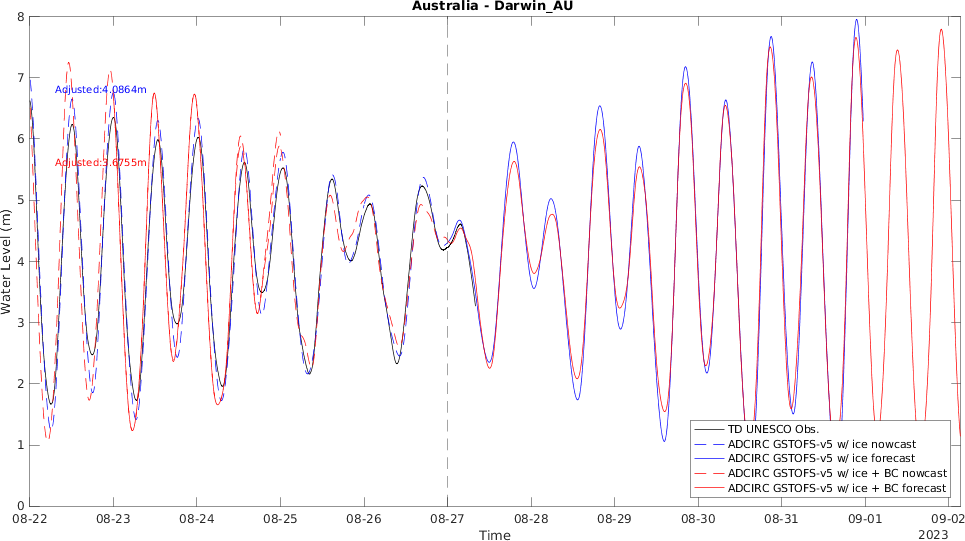 Australia - Darwin_AU
Water Level (m)
8
7
6
5
4
3
2
1
0
Adjusted:4.0864m
Adjusted:3.6755m
TD UNESCO Obs.
ADCIRC GSTOFS-v5 w/ ice nowcast
ADCIRC GSTOFS-v5 w/ ice forecast
ADCIRC GSTOFS-v5 w/ ice + BC nowcast
ADCIRC GSTOFS-v5 w/ ice + BC forecast
08-22 08-23 08-24 08-25 08-26 08-27 08-28 08-29 08-30 08-31 09-01 09-02
Time
2023